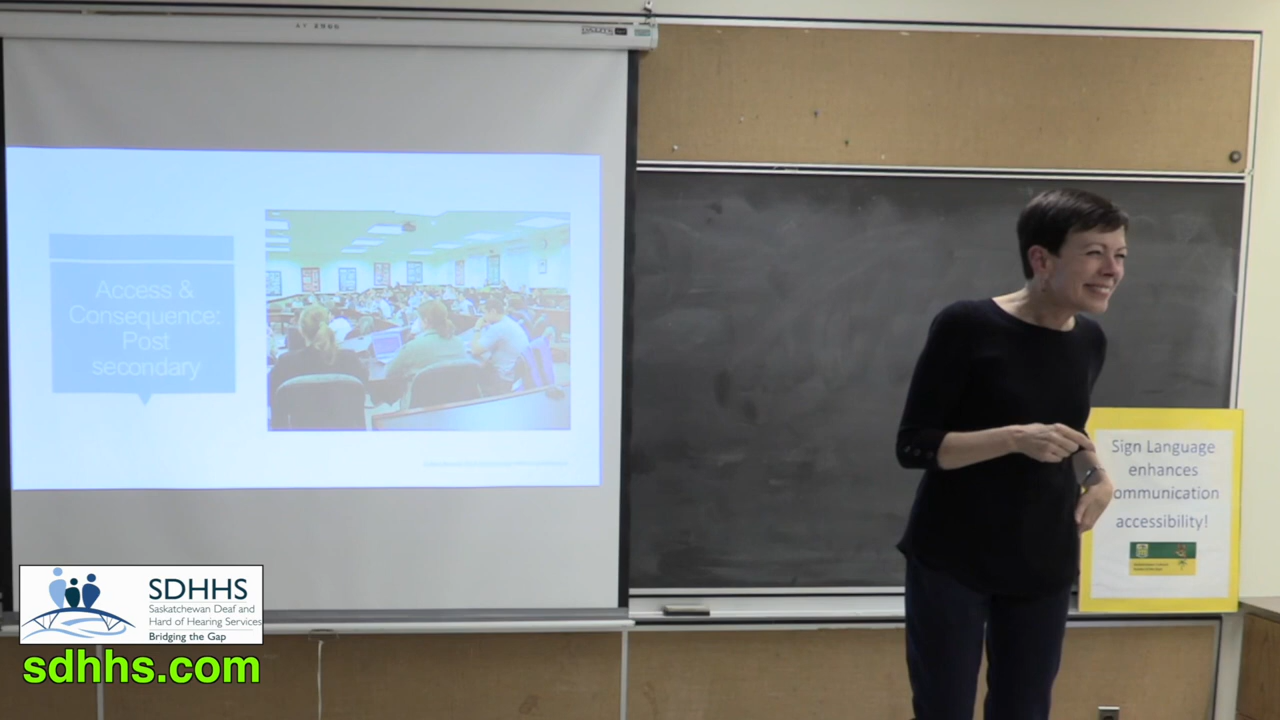 Access &
Consequence:
Post
secondary
Sign Language
enhances
ommunication
accessibility!
SDHHS
Saskatchewan Deaf and
Hard of Hearing Services
Bridging the Gap
sdhhs.com